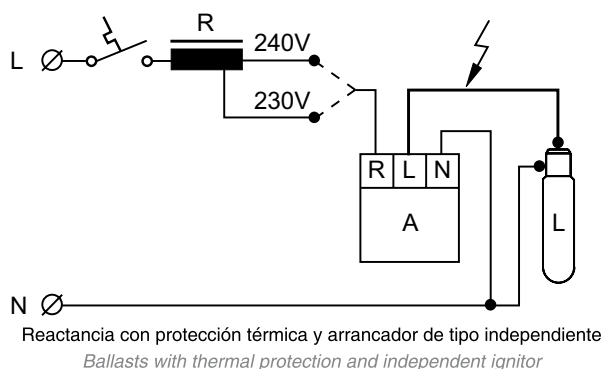 R
240V
L
230V
R L N
A
L
N
Reactancia con protección térmica y arrancador de tipo independiente
Ballasts with thermal protection and independent ignitor